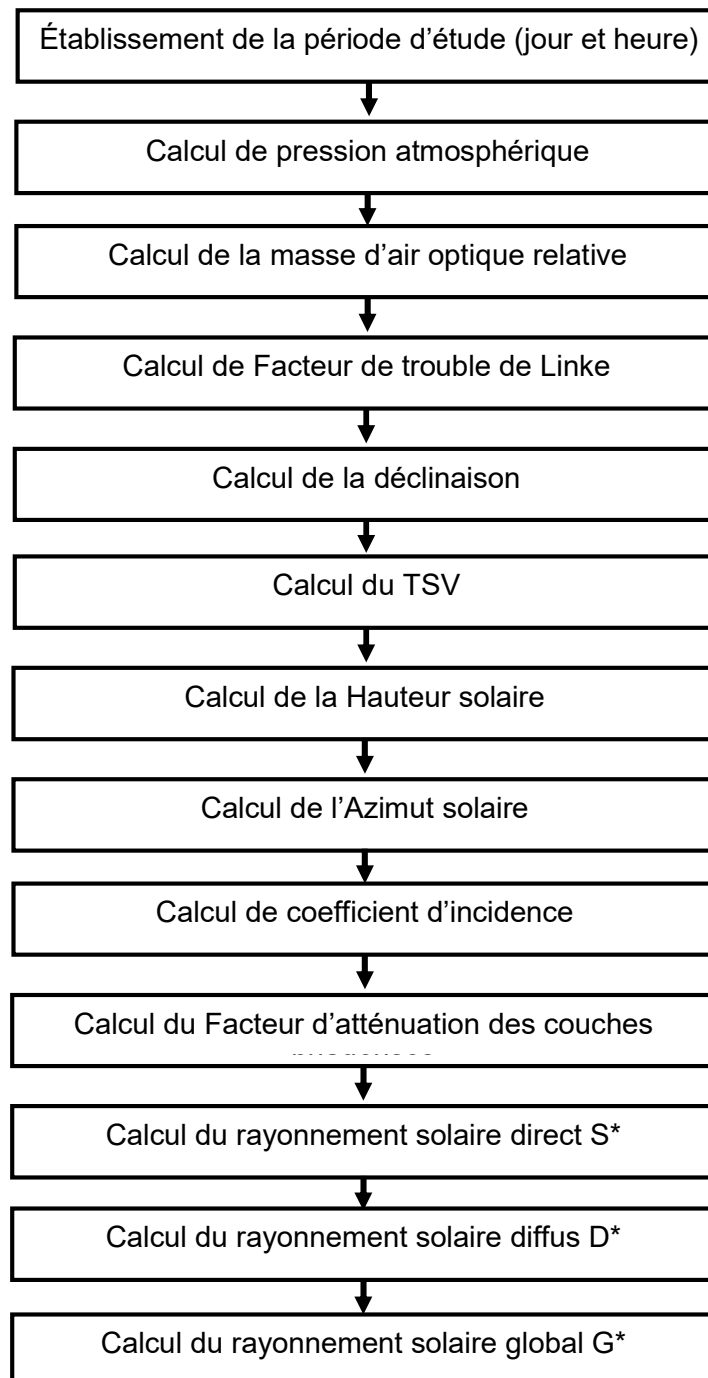 Établissement de la période d’étude (jour et heure)
Calcul de pression atmosphérique
Calcul de la masse d’air optique relative
Calcul de Facteur de trouble de Linke
Calcul de la déclinaison
Calcul du TSV
Calcul de la Hauteur solaire
Calcul de l’Azimut solaire
Calcul de coefficient d’incidence
Calcul du Facteur d’atténuation des couches
Calcul du rayonnement solaire direct S*
Calcul du rayonnement solaire diffus D*
Calcul du rayonnement solaire global G*